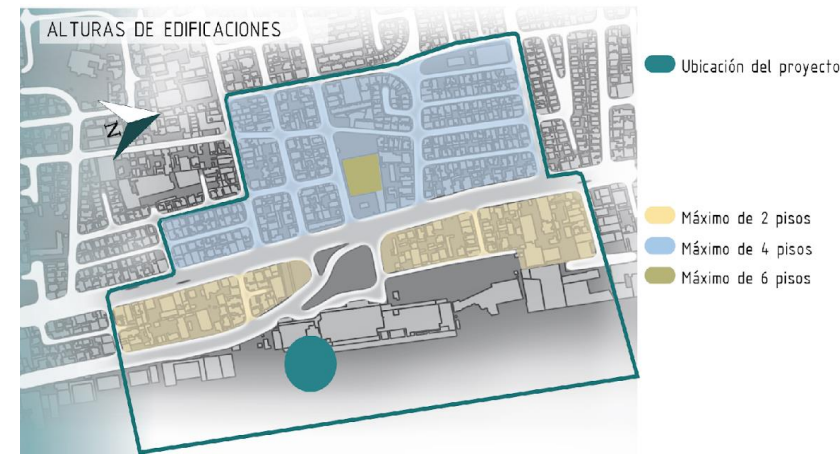 ALTURAS DE EDIFICACIONES
N
Ubicación del proyecto
Máximo de 2 pisos
Máximo de 4 pisos
Máximo de 6 pisos